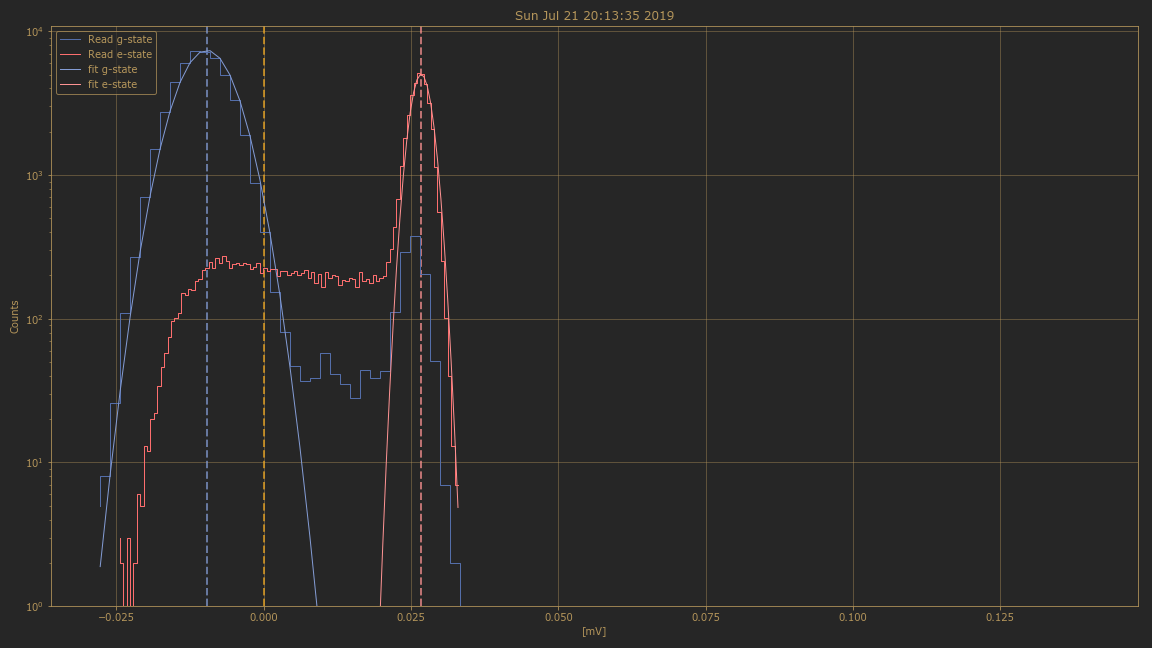 Sun Jul 21 20:13:35 2019
Read g-state
Read e-state
fit g-state
fit e-state
Counts
10⁴
10³
10²
10¹
10⁰
−0.025 0.000 0.025 0.050 0.075 0.100 0.125
[mV]